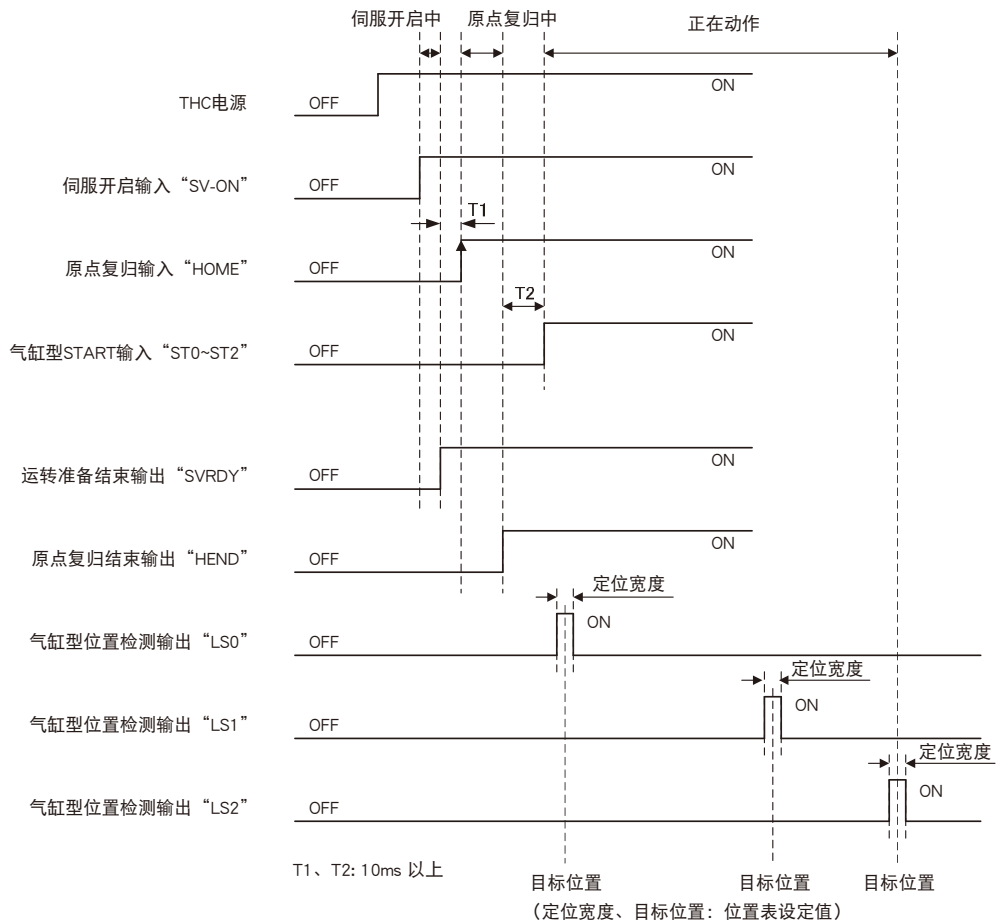 伺服开启中
原点复归中
正在动作
THC电源
OFF
ON
伺服开启输入“SV-ON”
OFF
ON
T1
原点复归输入“HOME”
OFF
ON
T2
气缸型START输入“ST0~ST2”
OFF
ON
运转准备结束输出“SVRDY”
OFF
ON
原点复归结束输出“HEND”
OFF
ON
定位宽度
气缸型位置检测输出“LS0”
OFF
ON
定位宽度
气缸型位置检测输出“LS1”
OFF
ON
定位宽度
气缸型位置检测输出“LS2”
OFF
ON
T1、T2: 10ms 以上
目标位置
目标位置
目标位置
（定位宽度、目标位置：位置表设定值）